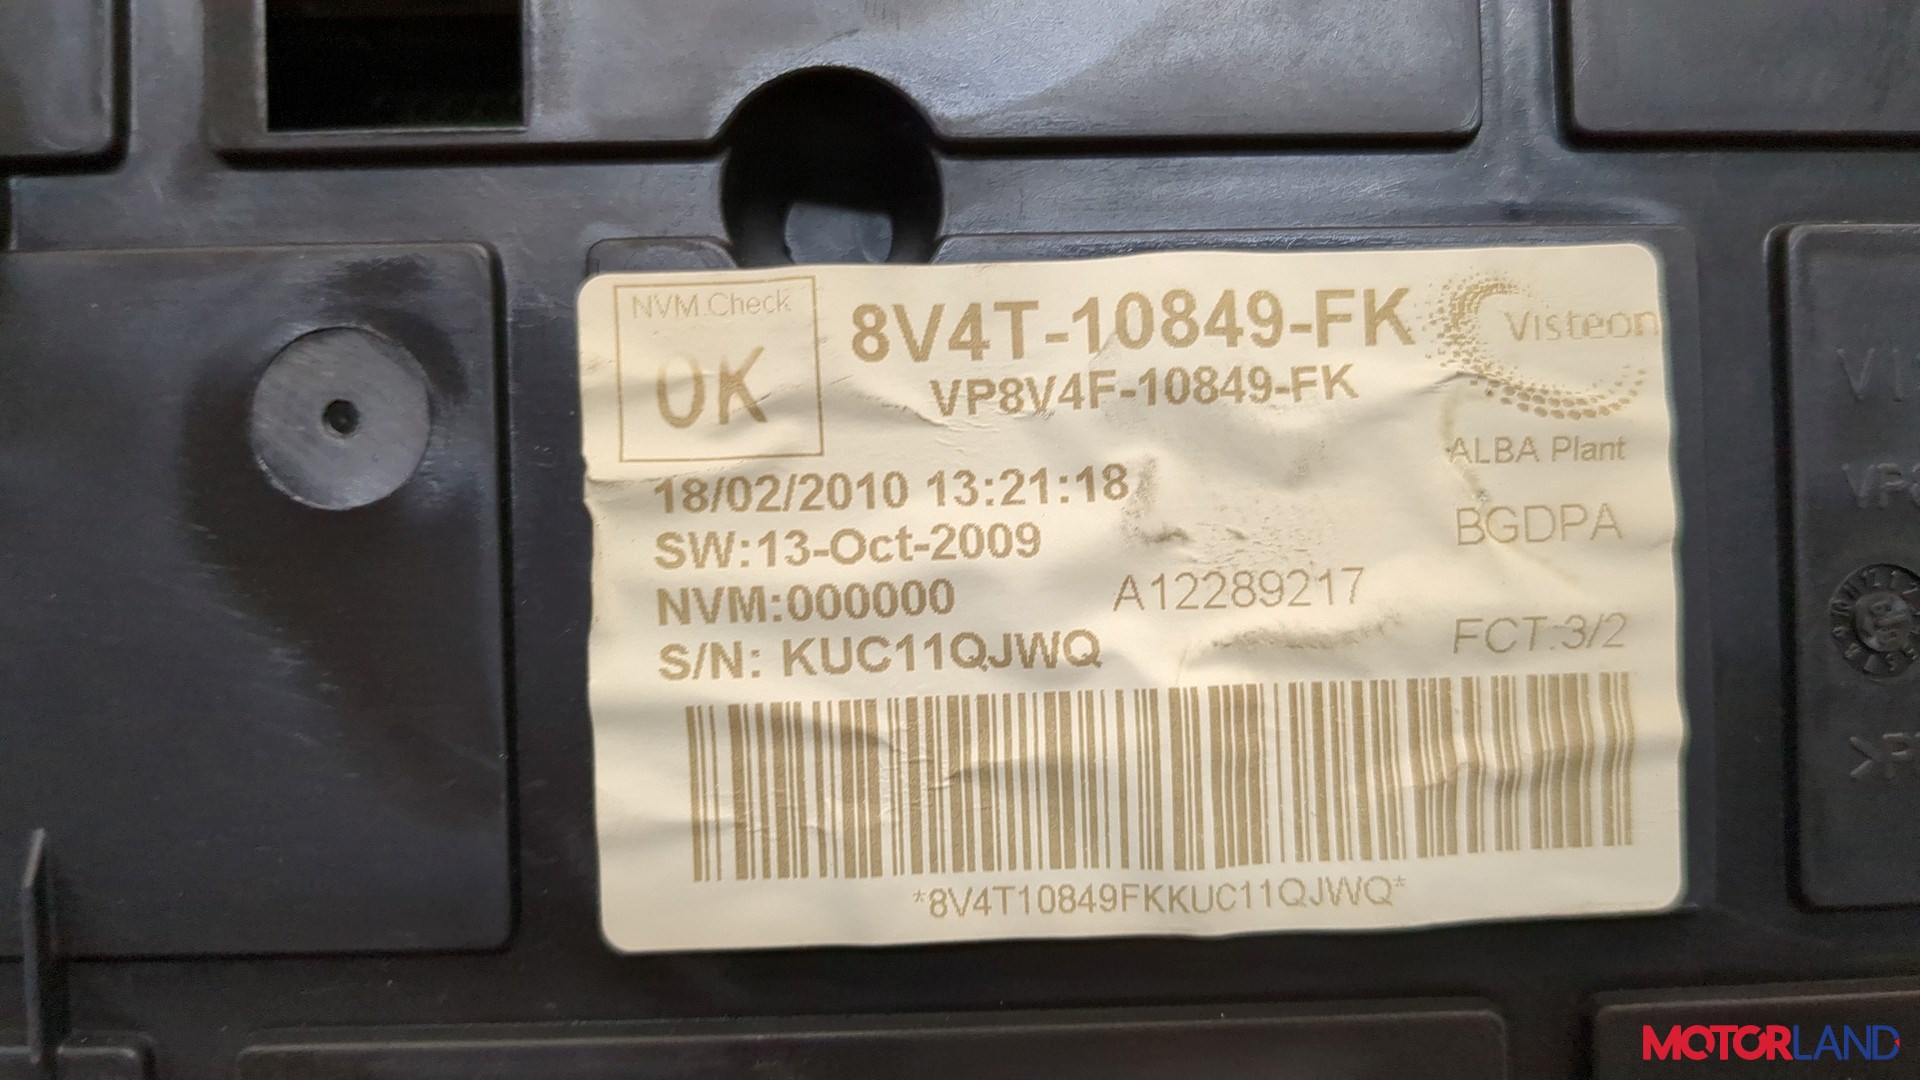 NVM Check
OK
8V4T-10849-FK
VP8V4F-10849-FK
Visteon
ALBA Plant
18/02/2010 13:21:18
SW:13-Oct-2009
BGDPA
NVM:000000
A12289217
S/N: KUC11QJWQ
FCT:3/2
*8V4T10849FKKUC11QJWQ*
MOTORLAND